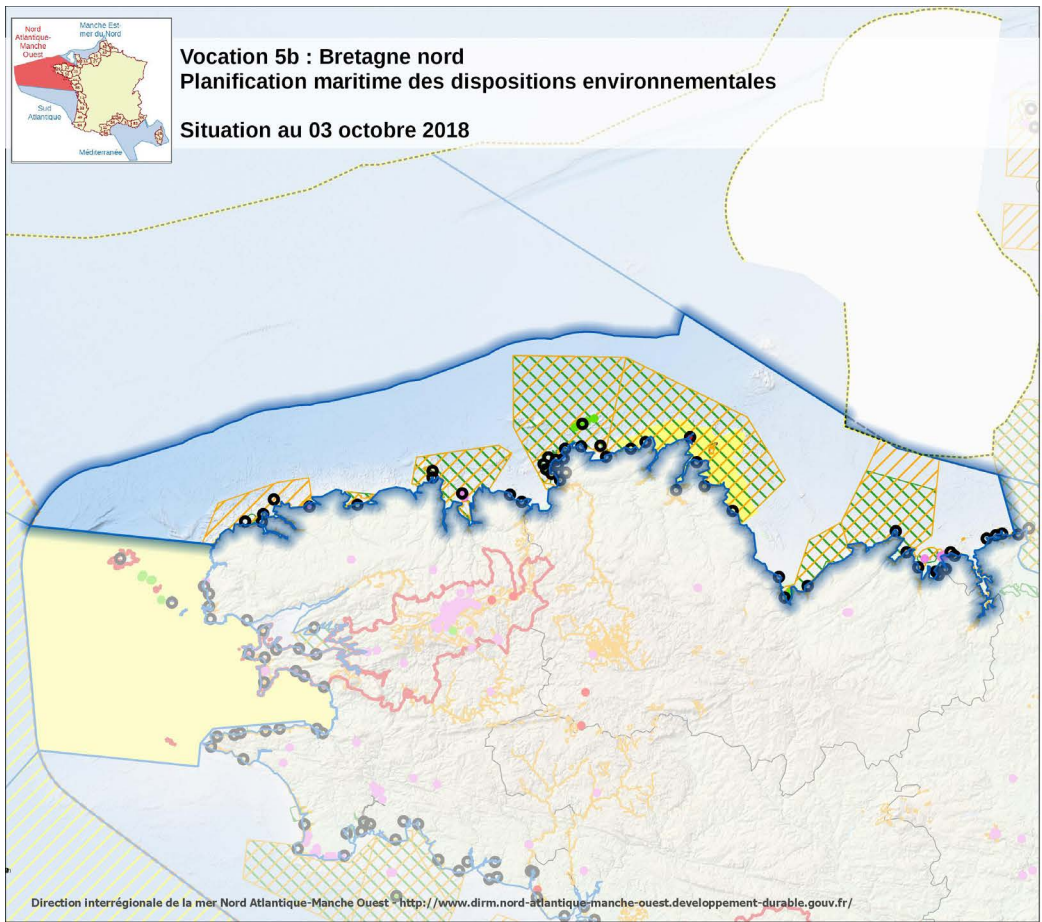 Nord
Atlantique-
Manche
Ouest
Manche Est-
mer du Nord
Sud
Atlantique
Méditerranée
Vocation 5b : Bretagne nord
Planification maritime des dispositions environnementales
Situation au 03 octobre 2018
Direction interrégionale de la mer Nord Atlantique-Manche Ouest - http://www.dirm.nord-atlantique-manche-ouest.developpement-durable.gouv.fr/